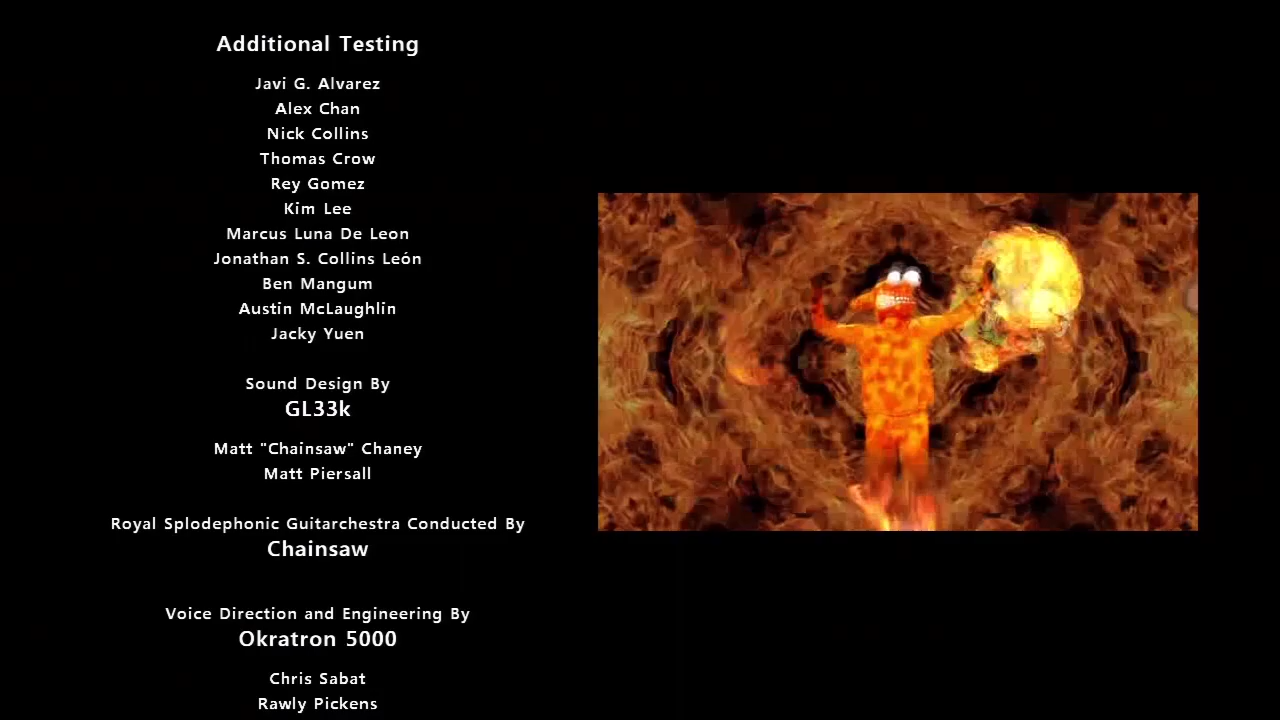 Additional Testing
Javi G. Alvarez
Alex Chan
Nick Collins
Thomas Crow
Rey Gomez
Kim Lee
Marcus Luna De Leon
Jonathan S. Collins León
Ben Mangum
Austin McLaughlin
Jacky Yuen
Sound Design By
GL33k
Matt "Chainsaw" Chaney
Matt Piersall
Royal Splodephonic Guitarchestra Conducted By
Chainsaw
Voice Direction and Engineering By
Okratron 5000
Chris Sabat
Rawly Pickens